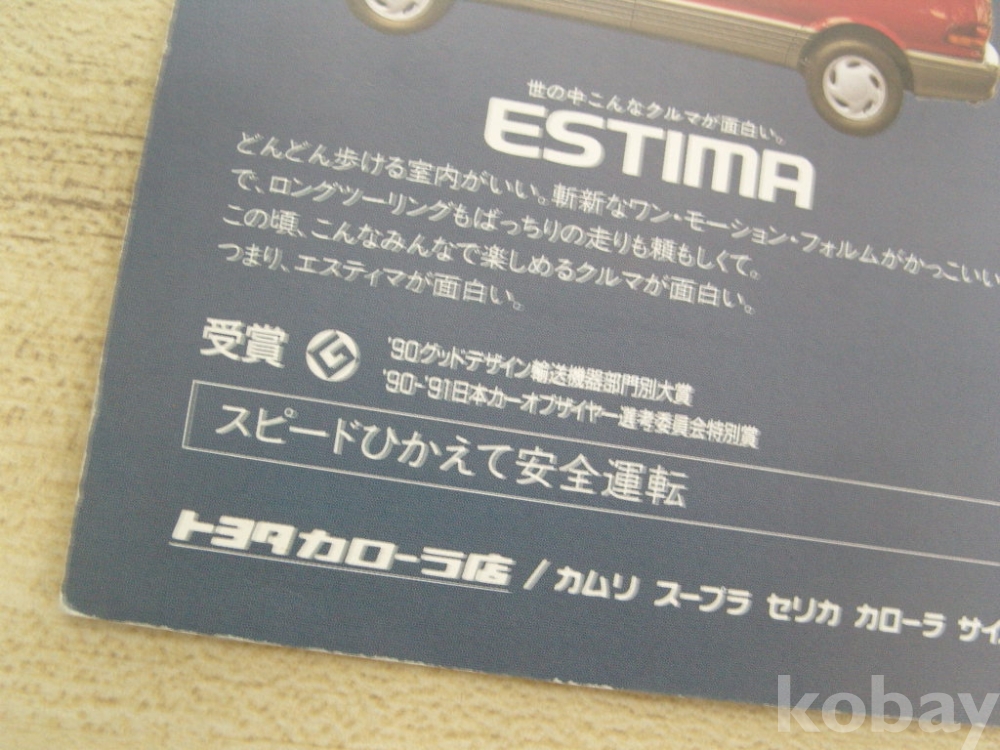 世の中こんなクルマが面白い。
ESTIMA
どんどん歩ける室内がいい。斬新なワン・モーション・フォルムがかっこいい
で、ロングツーリングもばっちりの走りも頼もしくて。
この頃、こんなみんなで楽しめるクルマが面白い。
つまり、エスティマが面白い。
受賞 G '90グッドデザイン輸送機器部門別大賞
'90-'91日本カー・オブ・ザ・イヤー選考委員会特別賞
スピードひかえて安全運転
トヨタカローラ店 / カムリ スープラ セリカ カローラ サイ
kobay